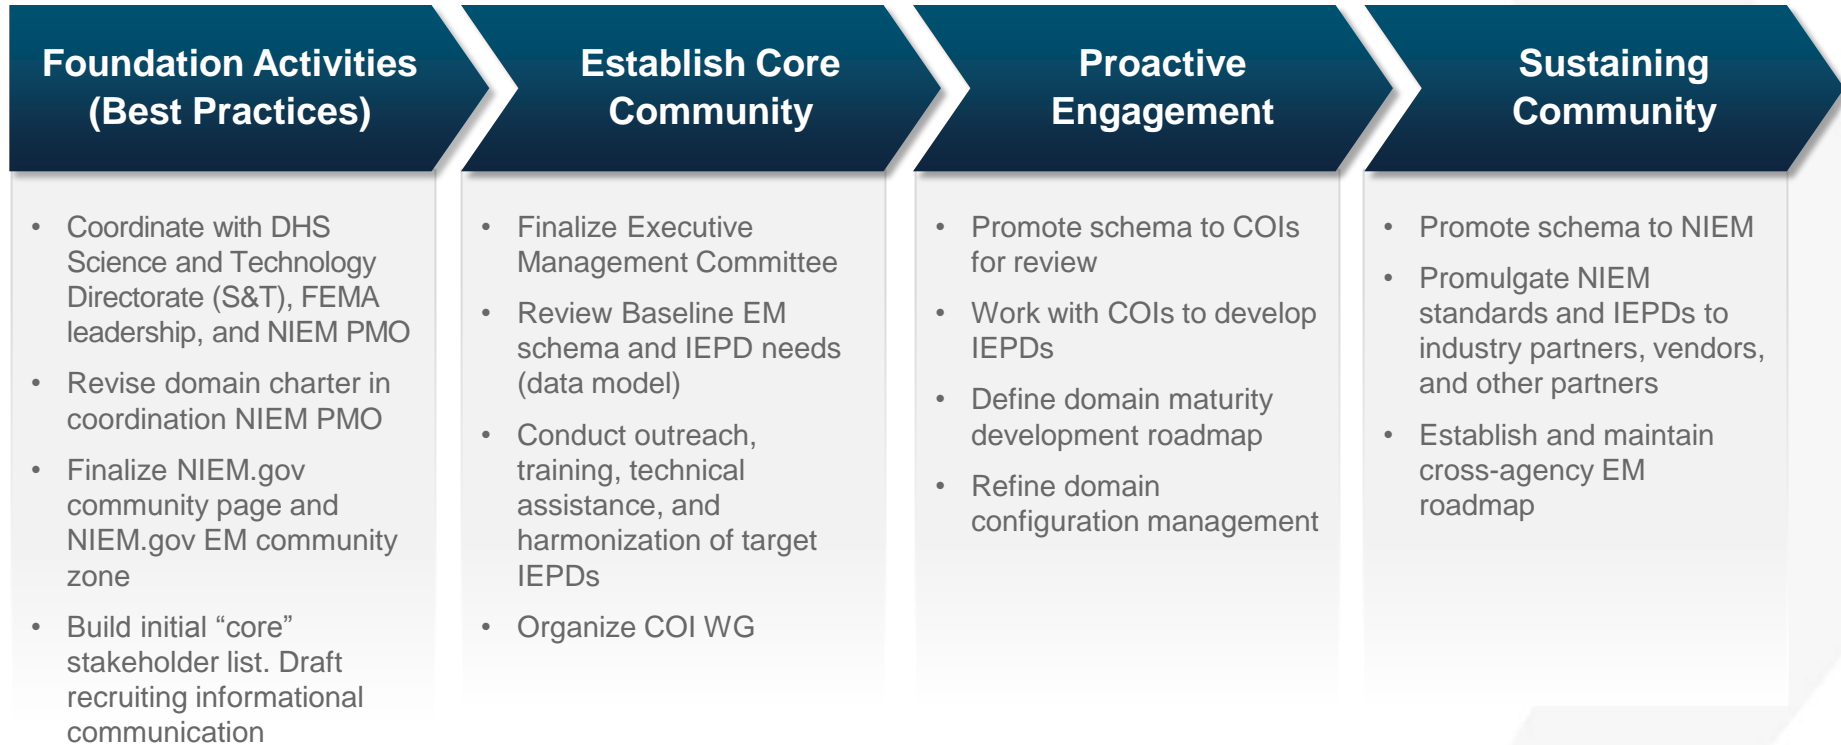 Foundation Activities
(Best Practices)
• Coordinate with DHS
Science and Technology
Directorate (S&T), FEMA
leadership, and NIEM PMO
• Revise domain charter in
coordination NIEM PMO
• Finalize NIEM.gov
community page and
NIEM.gov EM community
zone
• Build initial “core”
stakeholder list. Draft
recruiting informational
communication
Establish Core
Community
• Finalize Executive
Management Committee
• Review Baseline EM
schema and IEPD needs
(data model)
• Conduct outreach,
training, technical
assistance, and
harmonization of target
IEPDs
• Organize COI WG
Proactive
Engagement
• Promote schema to COIs
for review
• Work with COIs to develop
IEPDs
• Define domain maturity
development roadmap
• Refine domain
configuration management
Sustaining
Community
• Promote schema to NIEM
• Promulgate NIEM
standards and IEPDs to
industry partners, vendors,
and other partners
• Establish and maintain
cross-agency EM
roadmap